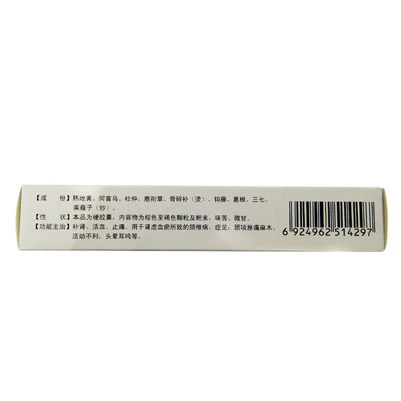 【成　份】熟地黄、何首乌、杜仲、鹿衔草、骨碎补（烫）、钩藤、葛根、三七、
莱菔子（炒）。
【性　状】本品为硬胶囊，内容物为棕色至褐色颗粒及粉末，味苦、微甘。
【功能主治】补肾，活血，止痛。用于肾虚血瘀所致的颈椎病，症见：颈项胀痛麻木、
活动不利，头晕耳鸣等。
6 924962 514297